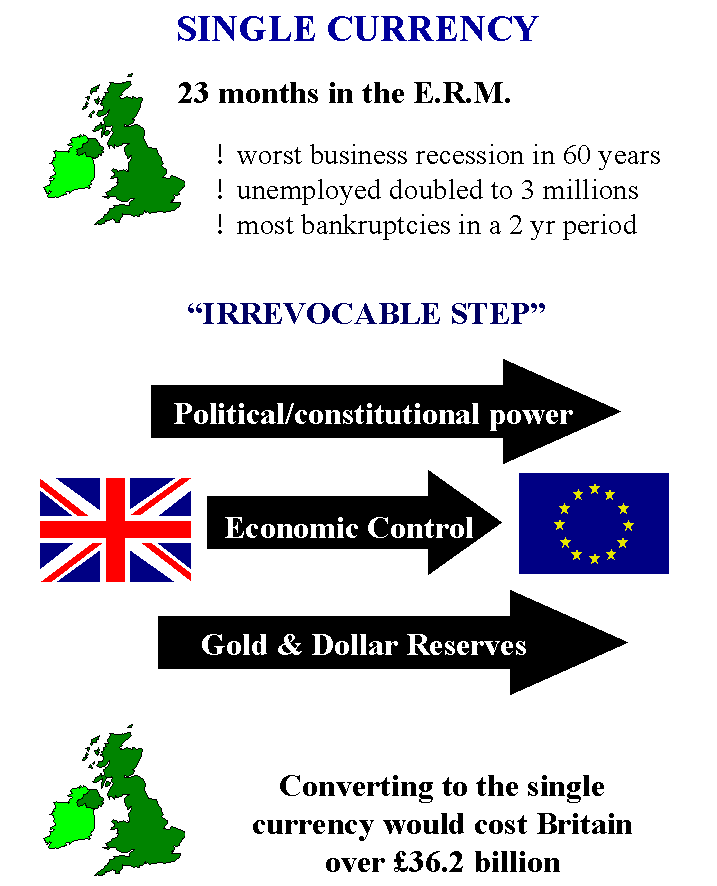 SINGLE CURRENCY
23 months in the E.R.M.
! worst business recession in 60 years
! unemployed doubled to 3 millions
! most bankruptcies in a 2 yr period
“IRREVOCABLE STEP”
Political/constitutional power
Economic Control
Gold & Dollar Reserves
Converting to the single
currency would cost Britain
over £36.2 billion